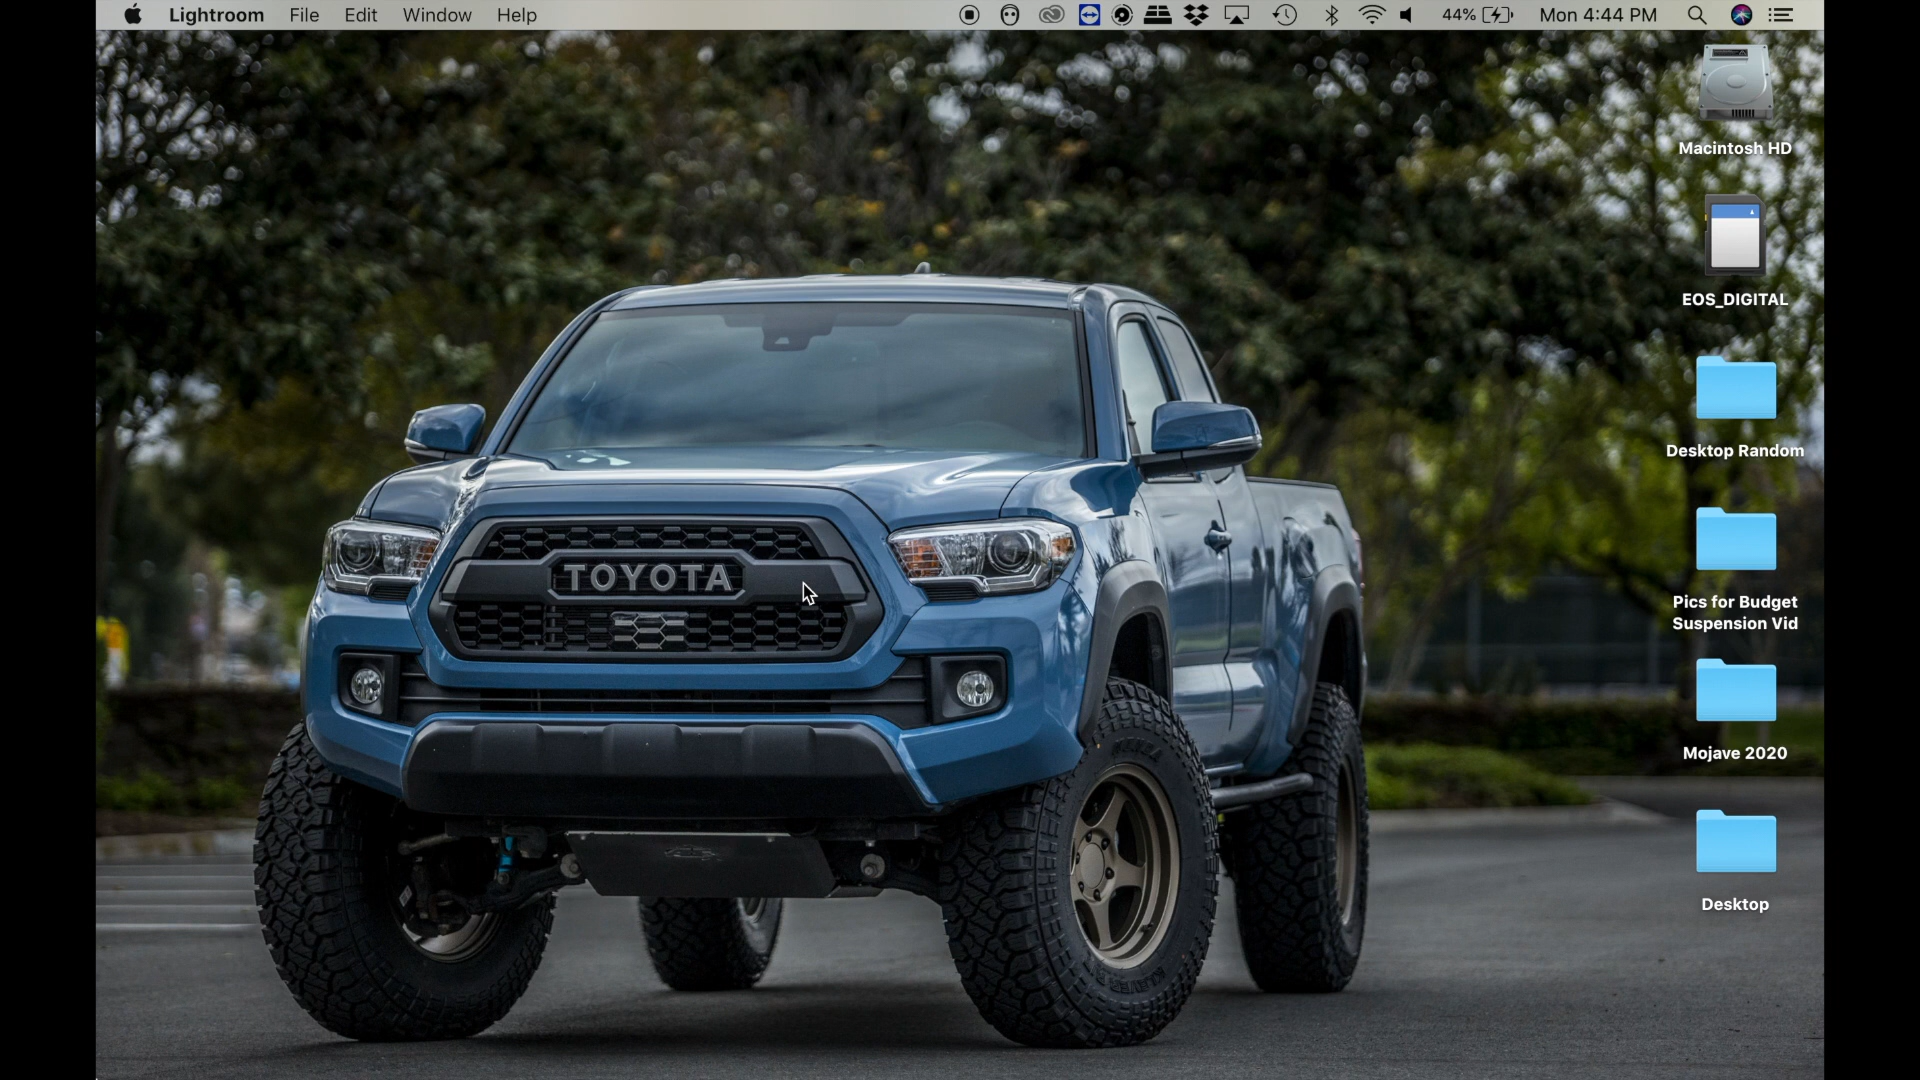 Lightroom File Edit Window Help 44% Mon 4:44 PM
Macintosh HD
EOS_DIGITAL
Desktop Random
TOYOTA
Pics for Budget
Suspension Vid
Mojave 2020
Desktop